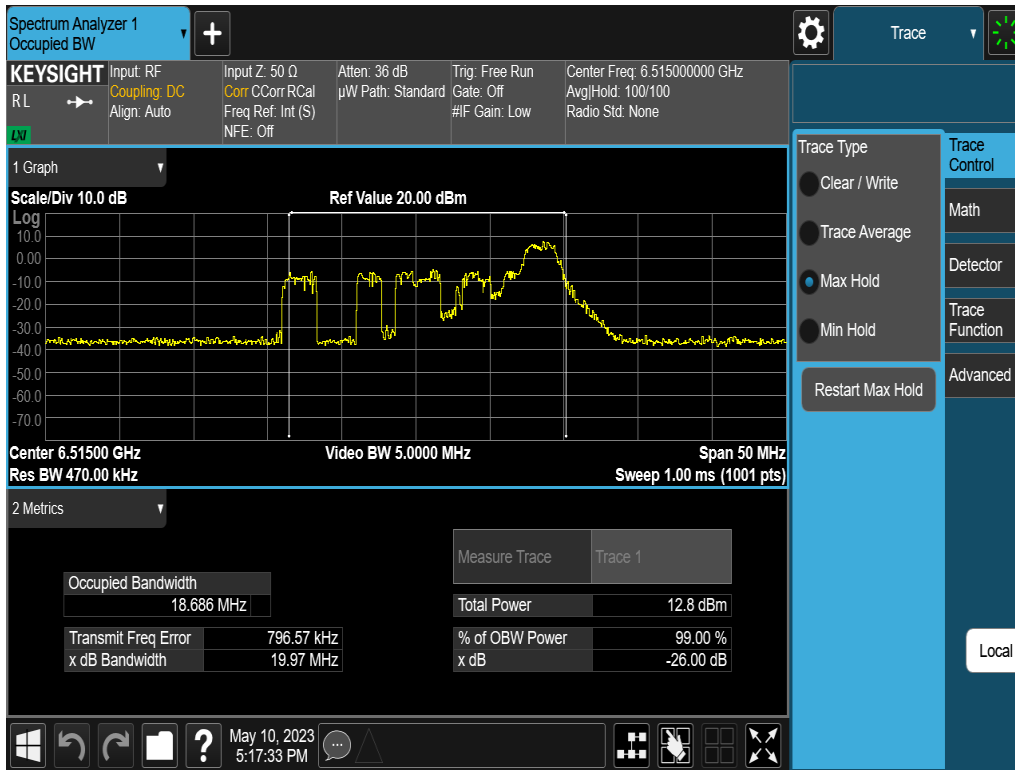 Spectrum Analyzer 1
Occupied BW
+
Trace
KEYSIGHT
R L
LXI
Input: RF
Coupling: DC
Align: Auto
Input Z: 50 Ω
Corr CCorr RCal
Freq Ref: Int (S)
NFE: Off
Atten: 36 dB
µW Path: Standard
Trig: Free Run
Gate: Off
#IF Gain: Low
Center Freq: 6.515000000 GHz
Avg|Hold: 100/100
Radio Std: None
1 Graph
Scale/Div 10.0 dB
Ref Value 20.00 dBm
Log
10.0
0.00
-10.0
-20.0
-30.0
-40.0
-50.0
-60.0
-70.0
Center 6.51500 GHz
Video BW 5.0000 MHz
Span 50 MHz
Res BW 470.00 kHz
Sweep 1.00 ms (1001 pts)
2 Metrics
Measure Trace
Trace 1
Occupied Bandwidth
18.686 MHz
Total Power
12.8 dBm
Transmit Freq Error
796.57 kHz
% of OBW Power
99.00 %
x dB Bandwidth
19.97 MHz
x dB
-26.00 dB
Trace Type
Clear / Write
Trace Average
Max Hold
Min Hold
Restart Max Hold
Trace
Control
Math
Detector
Trace
Function
Advanced
Local
?
May 10, 2023
5:17:33 PM